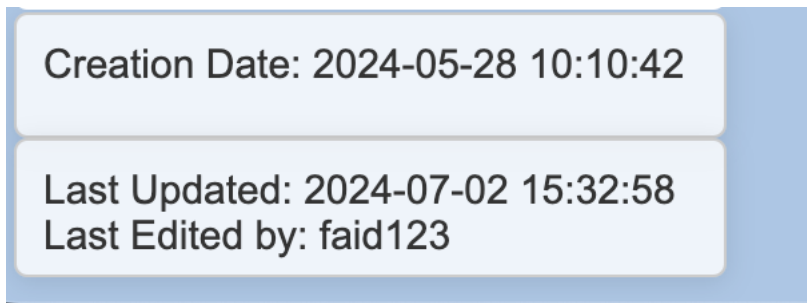 Creation Date: 2024-05-28 10:10:42
Last Updated: 2024-07-02 15:32:58
Last Edited by: faid123